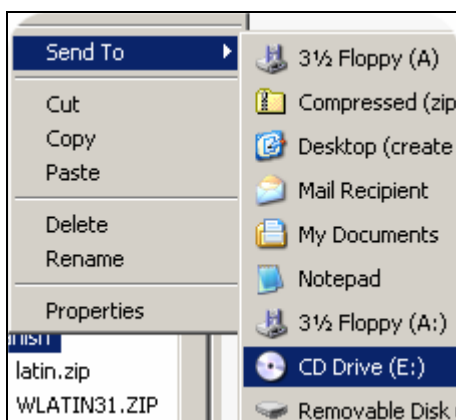 Send To
Cut
Copy
Paste
Delete
Rename
Properties
latin.zip
WLATIN31.ZIP
3½ Floppy (A)
Compressed (zip
Desktop (create
Mail Recipient
My Documents
Notepad
3½ Floppy (A:)
CD Drive (E:)
Removable Disk